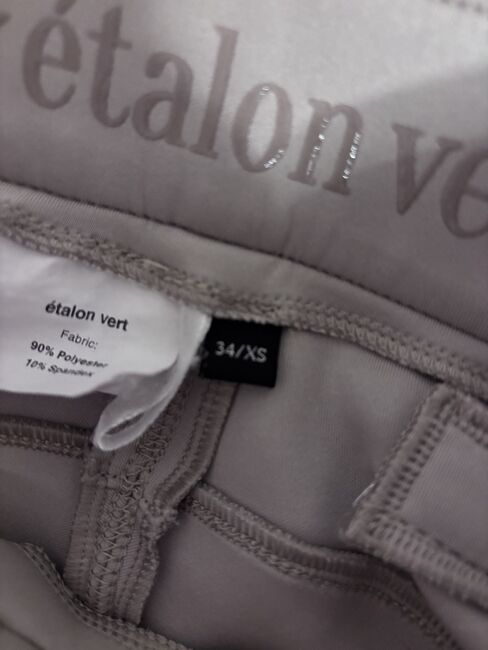 étalon ve
étalon vert
Fabric:
90% Polyester
10% Spandex
34/XS